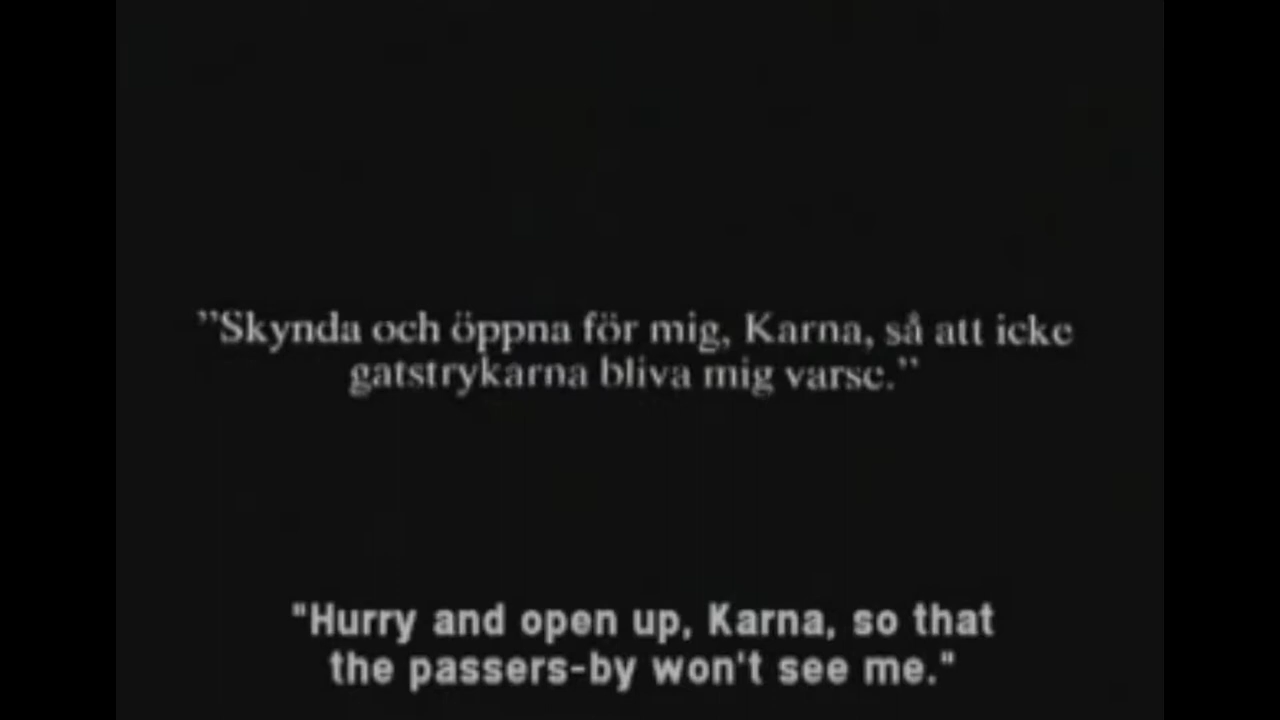 ”Skynda och öppna för mig, Karna, så att icke
gatstrykarna bliva mig varse.”
"Hurry and open up, Karna, so that
the passers-by won't see me."